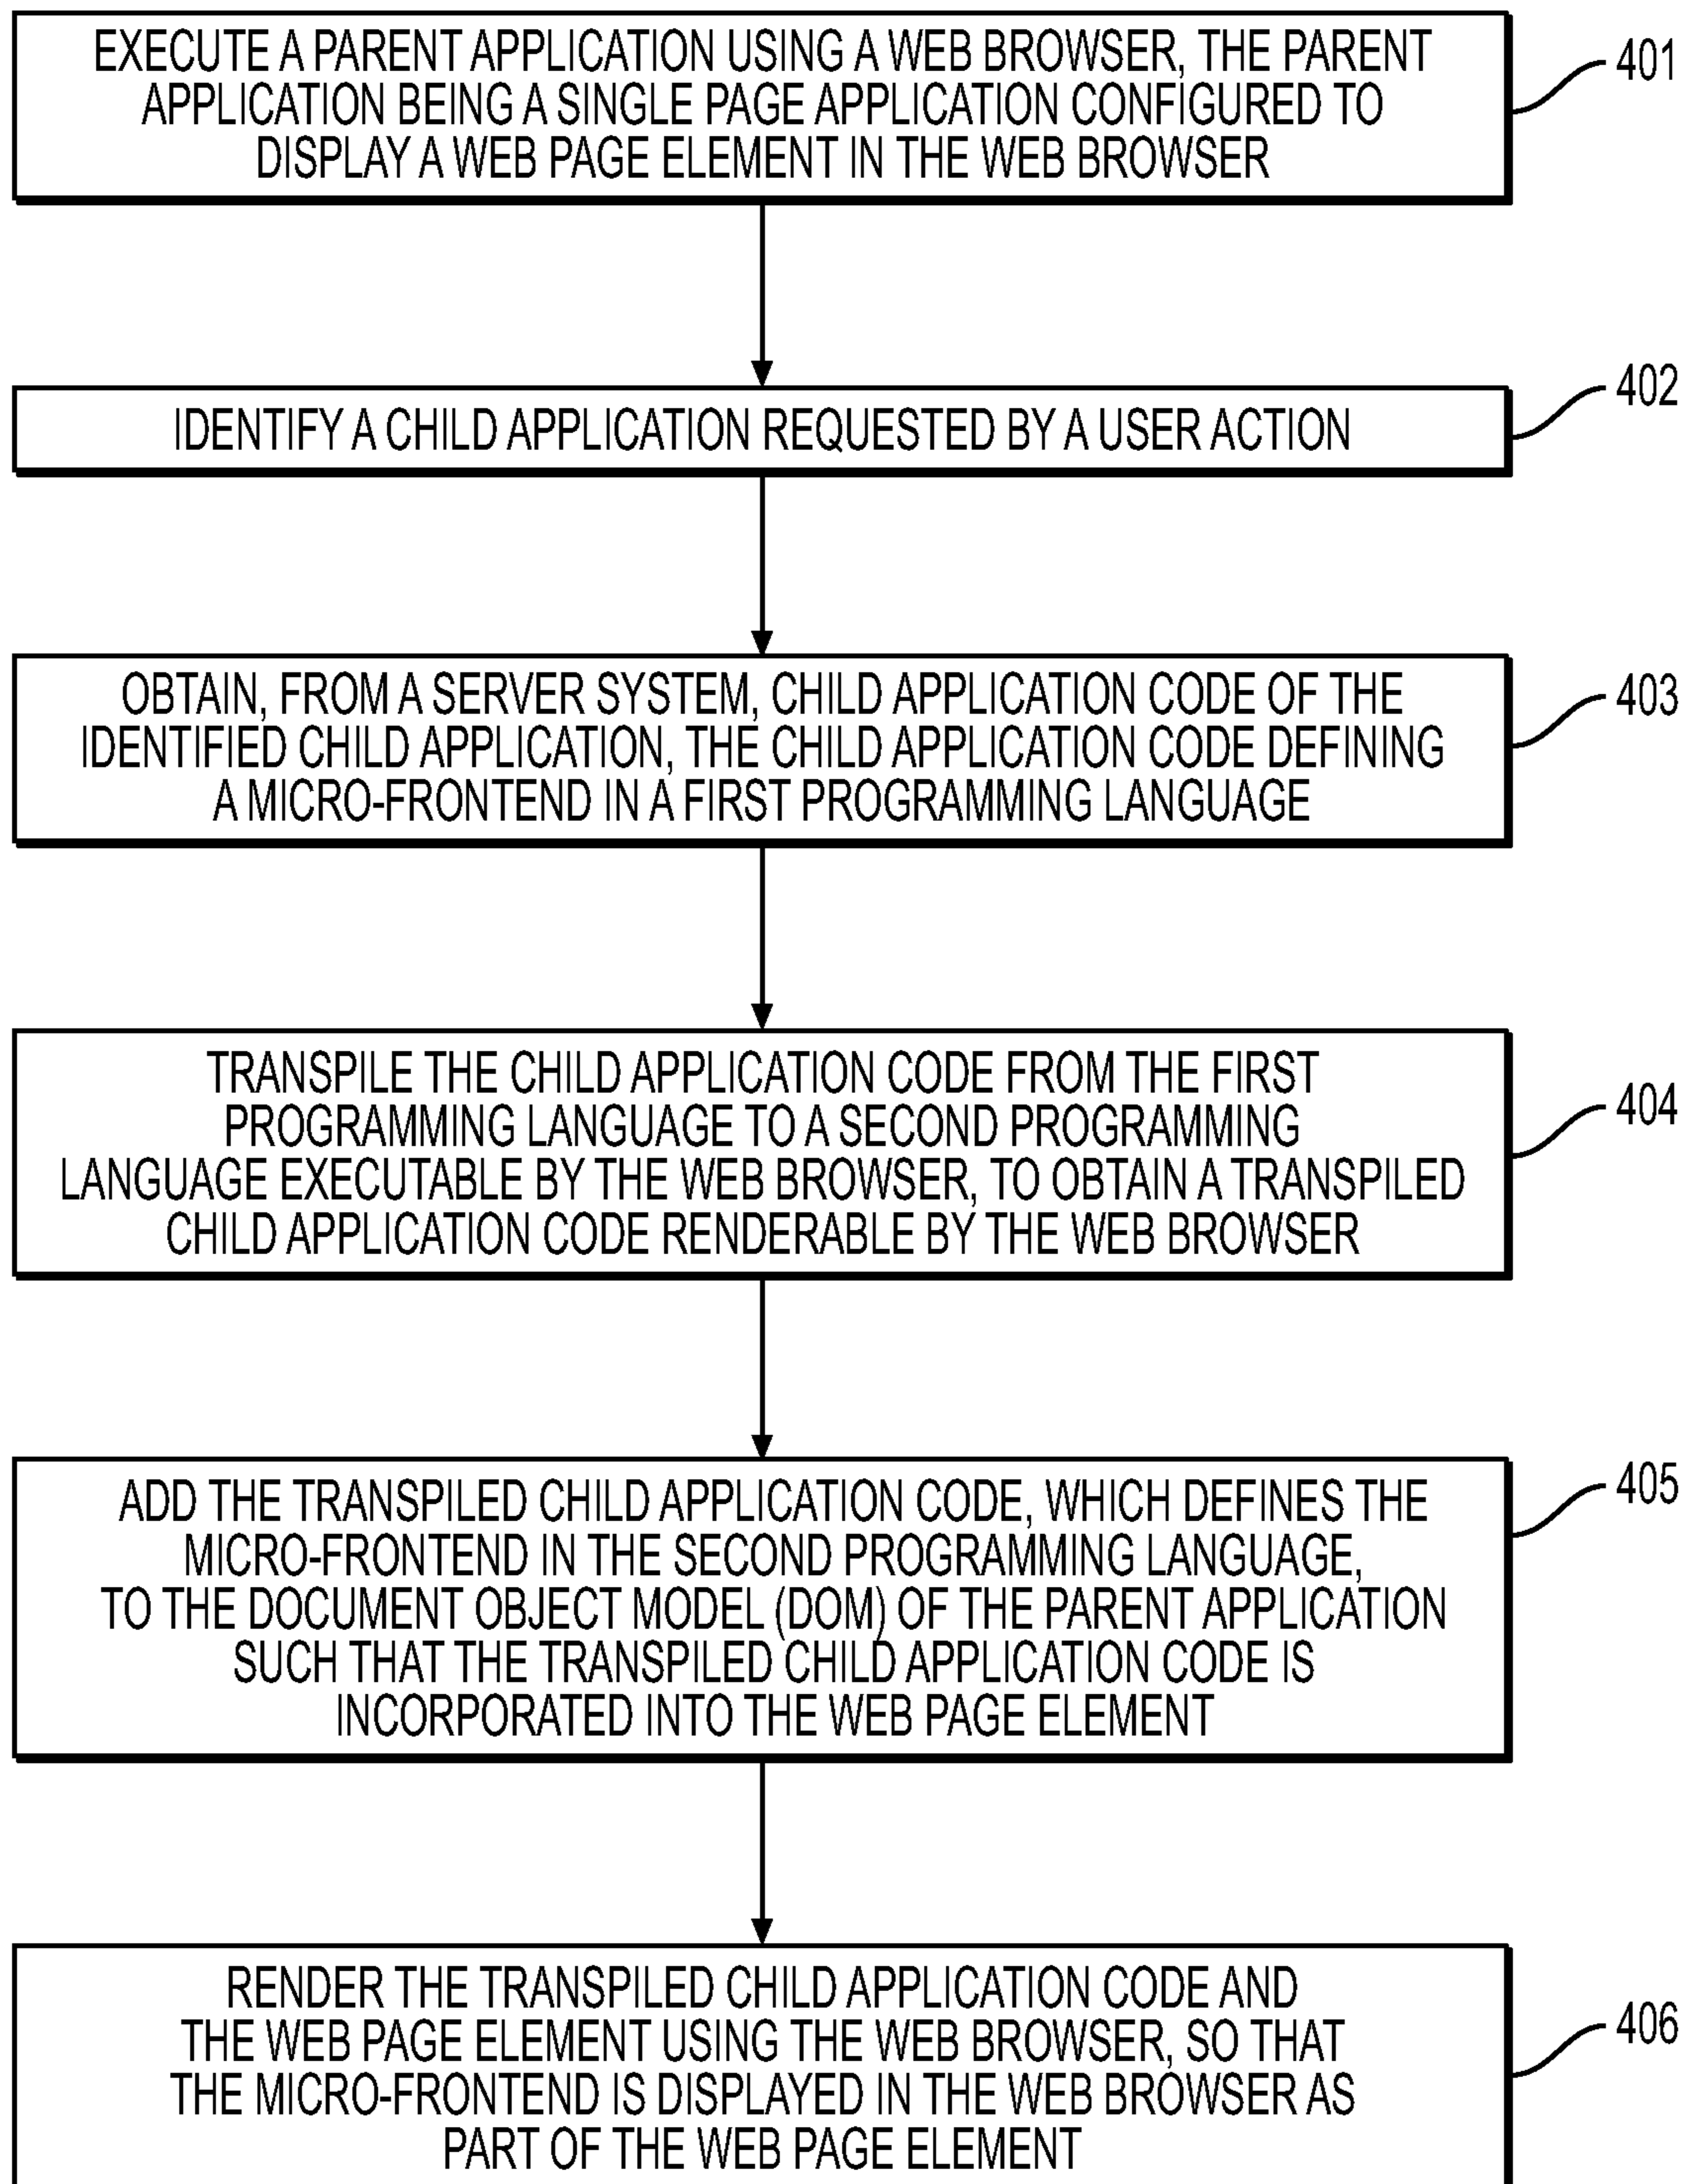 EXECUTE A PARENT APPLICATION USING A WEB BROWSER, THE PARENT
APPLICATION BEING A SINGLE PAGE APPLICATION CONFIGURED TO
DISPLAY A WEB PAGE ELEMENT IN THE WEB BROWSER
401
IDENTIFY A CHILD APPLICATION REQUESTED BY A USER ACTION
402
OBTAIN, FROM A SERVER SYSTEM, CHILD APPLICATION CODE OF THE
IDENTIFIED CHILD APPLICATION, THE CHILD APPLICATION CODE DEFINING
A MICRO-FRONTEND IN A FIRST PROGRAMMING LANGUAGE
403
TRANSPILE THE CHILD APPLICATION CODE FROM THE FIRST
PROGRAMMING LANGUAGE TO A SECOND PROGRAMMING
LANGUAGE EXECUTABLE BY THE WEB BROWSER, TO OBTAIN A TRANSPILED
CHILD APPLICATION CODE RENDERABLE BY THE WEB BROWSER
404
ADD THE TRANSPILED CHILD APPLICATION CODE, WHICH DEFINES THE
MICRO-FRONTEND IN THE SECOND PROGRAMMING LANGUAGE,
TO THE DOCUMENT OBJECT MODEL (DOM) OF THE PARENT APPLICATION
SUCH THAT THE TRANSPILED CHILD APPLICATION CODE IS
INCORPORATED INTO THE WEB PAGE ELEMENT
405
RENDER THE TRANSPILED CHILD APPLICATION CODE AND
THE WEB PAGE ELEMENT USING THE WEB BROWSER, SO THAT
THE MICRO-FRONTEND IS DISPLAYED IN THE WEB BROWSER AS
PART OF THE WEB PAGE ELEMENT
406